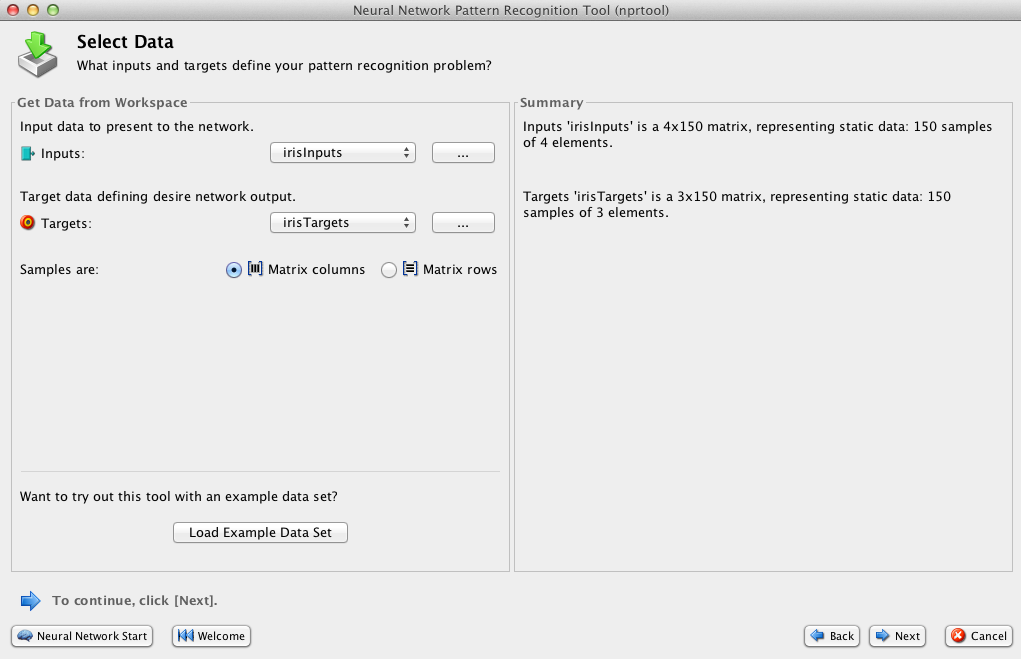 Neural Network Pattern Recognition Tool (nprtool)
Select Data
What inputs and targets define your pattern recognition problem?
Get Data from Workspace
Input data to present to the network.
Inputs:
irisInputs
...
Target data defining desire network output.
Targets:
irisTargets
...
Samples are:
Matrix columns
Matrix rows
Want to try out this tool with an example data set?
Load Example Data Set
Summary
Inputs 'irisInputs' is a 4x150 matrix, representing static data: 150 samples
of 4 elements.
Targets 'irisTargets' is a 3x150 matrix, representing static data: 150
samples of 3 elements.
To continue, click [Next].
Neural Network Start
Welcome
Back
Next
Cancel